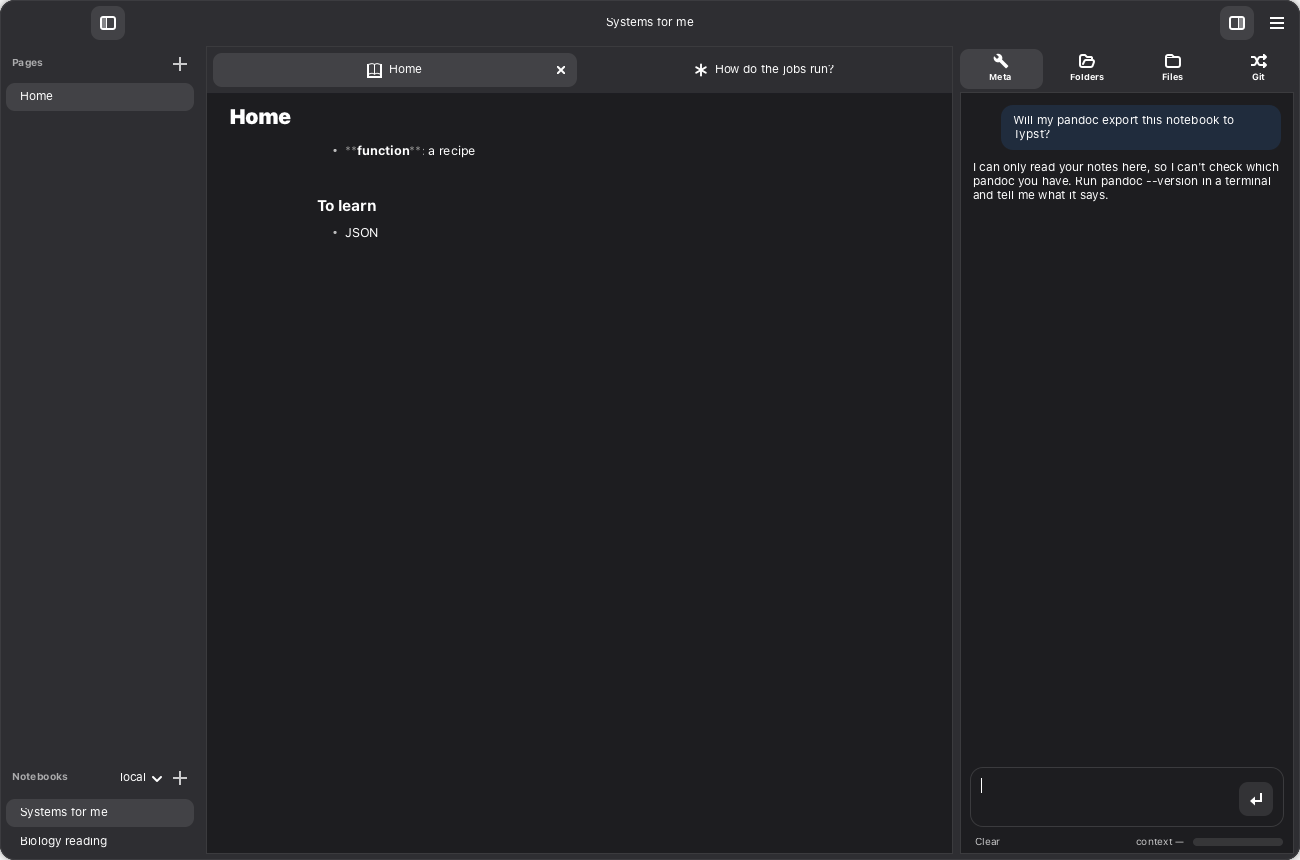 Systems for me
Pages
Home
Home
How do the jobs run?
Home
• **function**: a recipe
To learn
• JSON
Meta
Folders
Files
Git
Will my pandoc export this notebook to
Typst?
I can only read your notes here, so I can't check which
pandoc you have. Run pandoc --version in a terminal
and tell me what it says.
Notebooks
local
Systems for me
Biology reading
Clear
context —